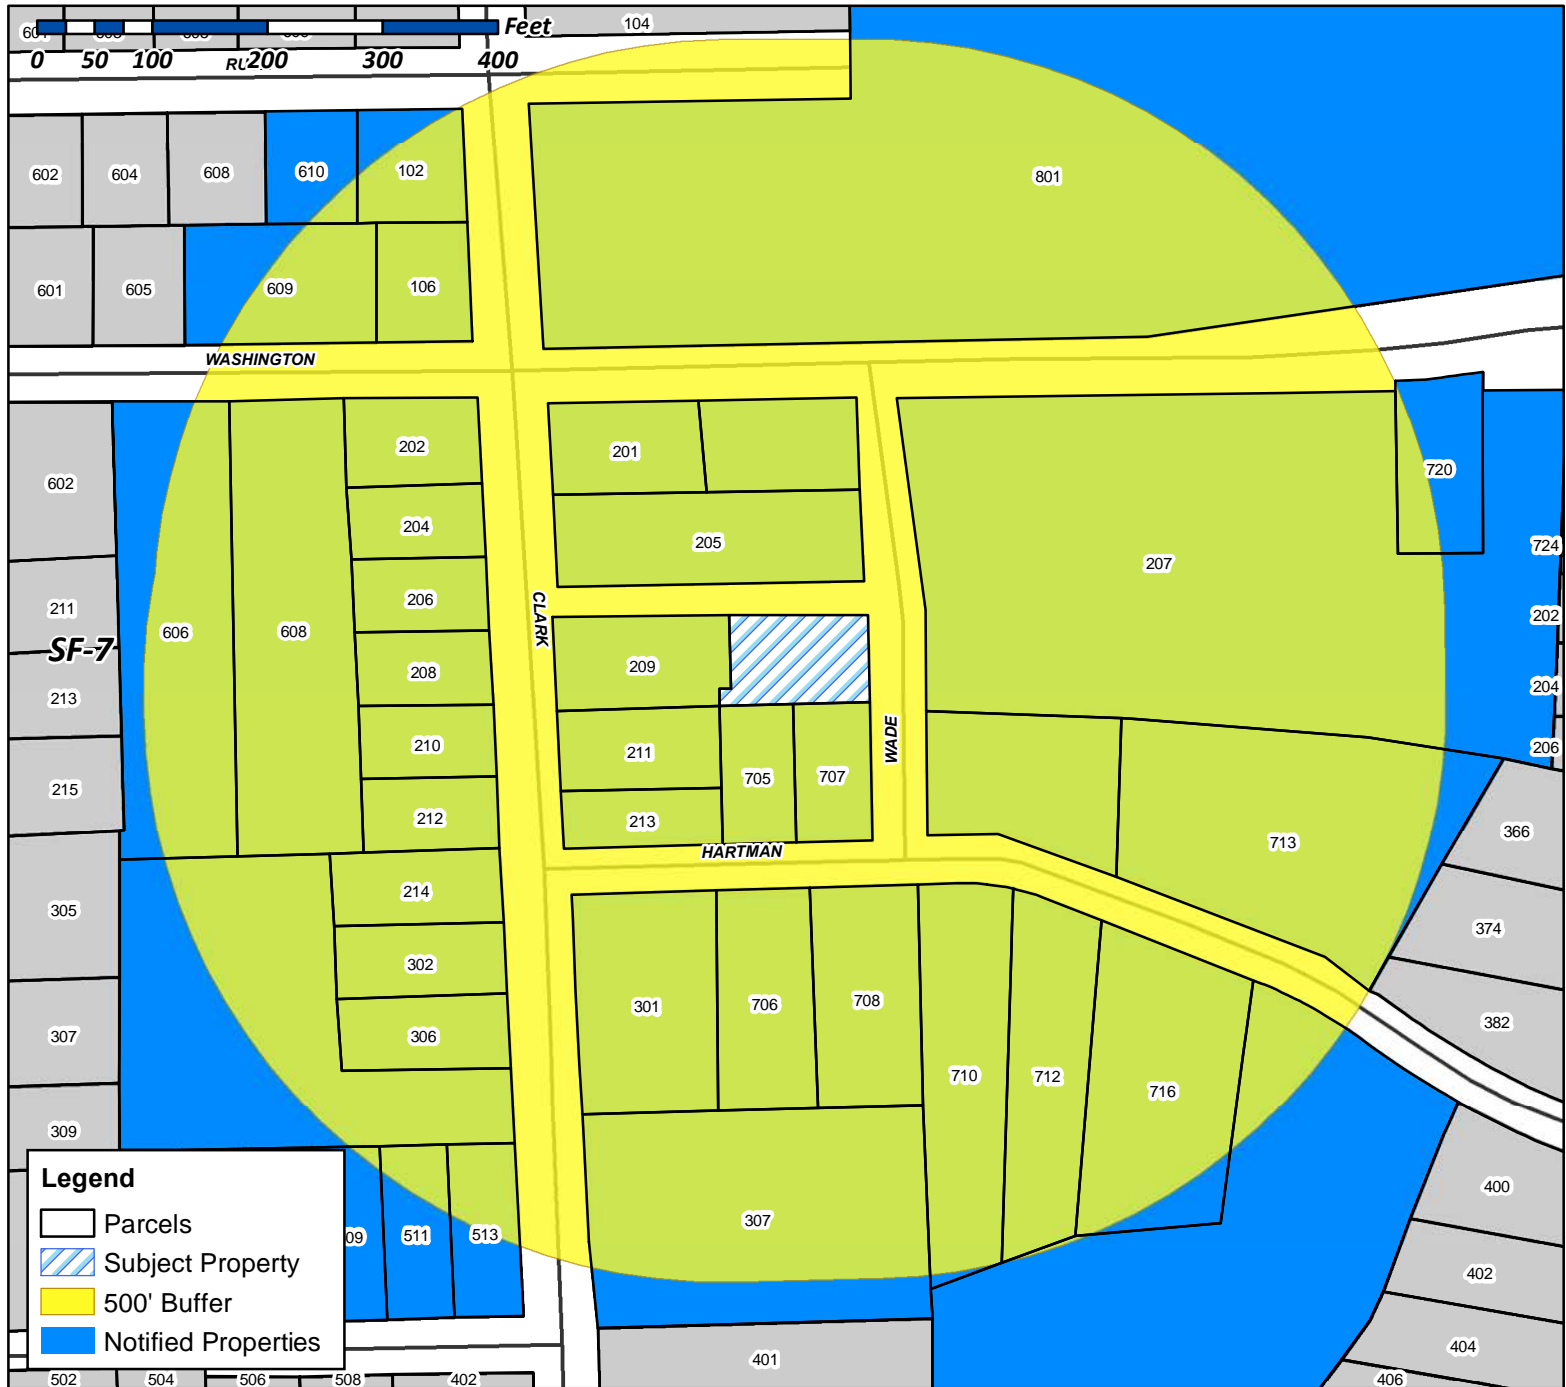 104
Feet
0 50 100 200 300 400
602 604 608 610 102
801
601 605 609 106
WASHINGTON
602 202 201 720
204 205 207 724
211 606 608 206 CLARK 202
SF-7
213 208 209 204
215 210 211 705 707 WADE 206
212 213 HARTMAN 713 366
305 214 374
302 301 706 708 382
307 306 710 712 716
309
400
307
511 513
402
404
401
406
Legend
Parcels
Subject Property
500' Buffer
Notified Properties
09
502 504 506 508 402